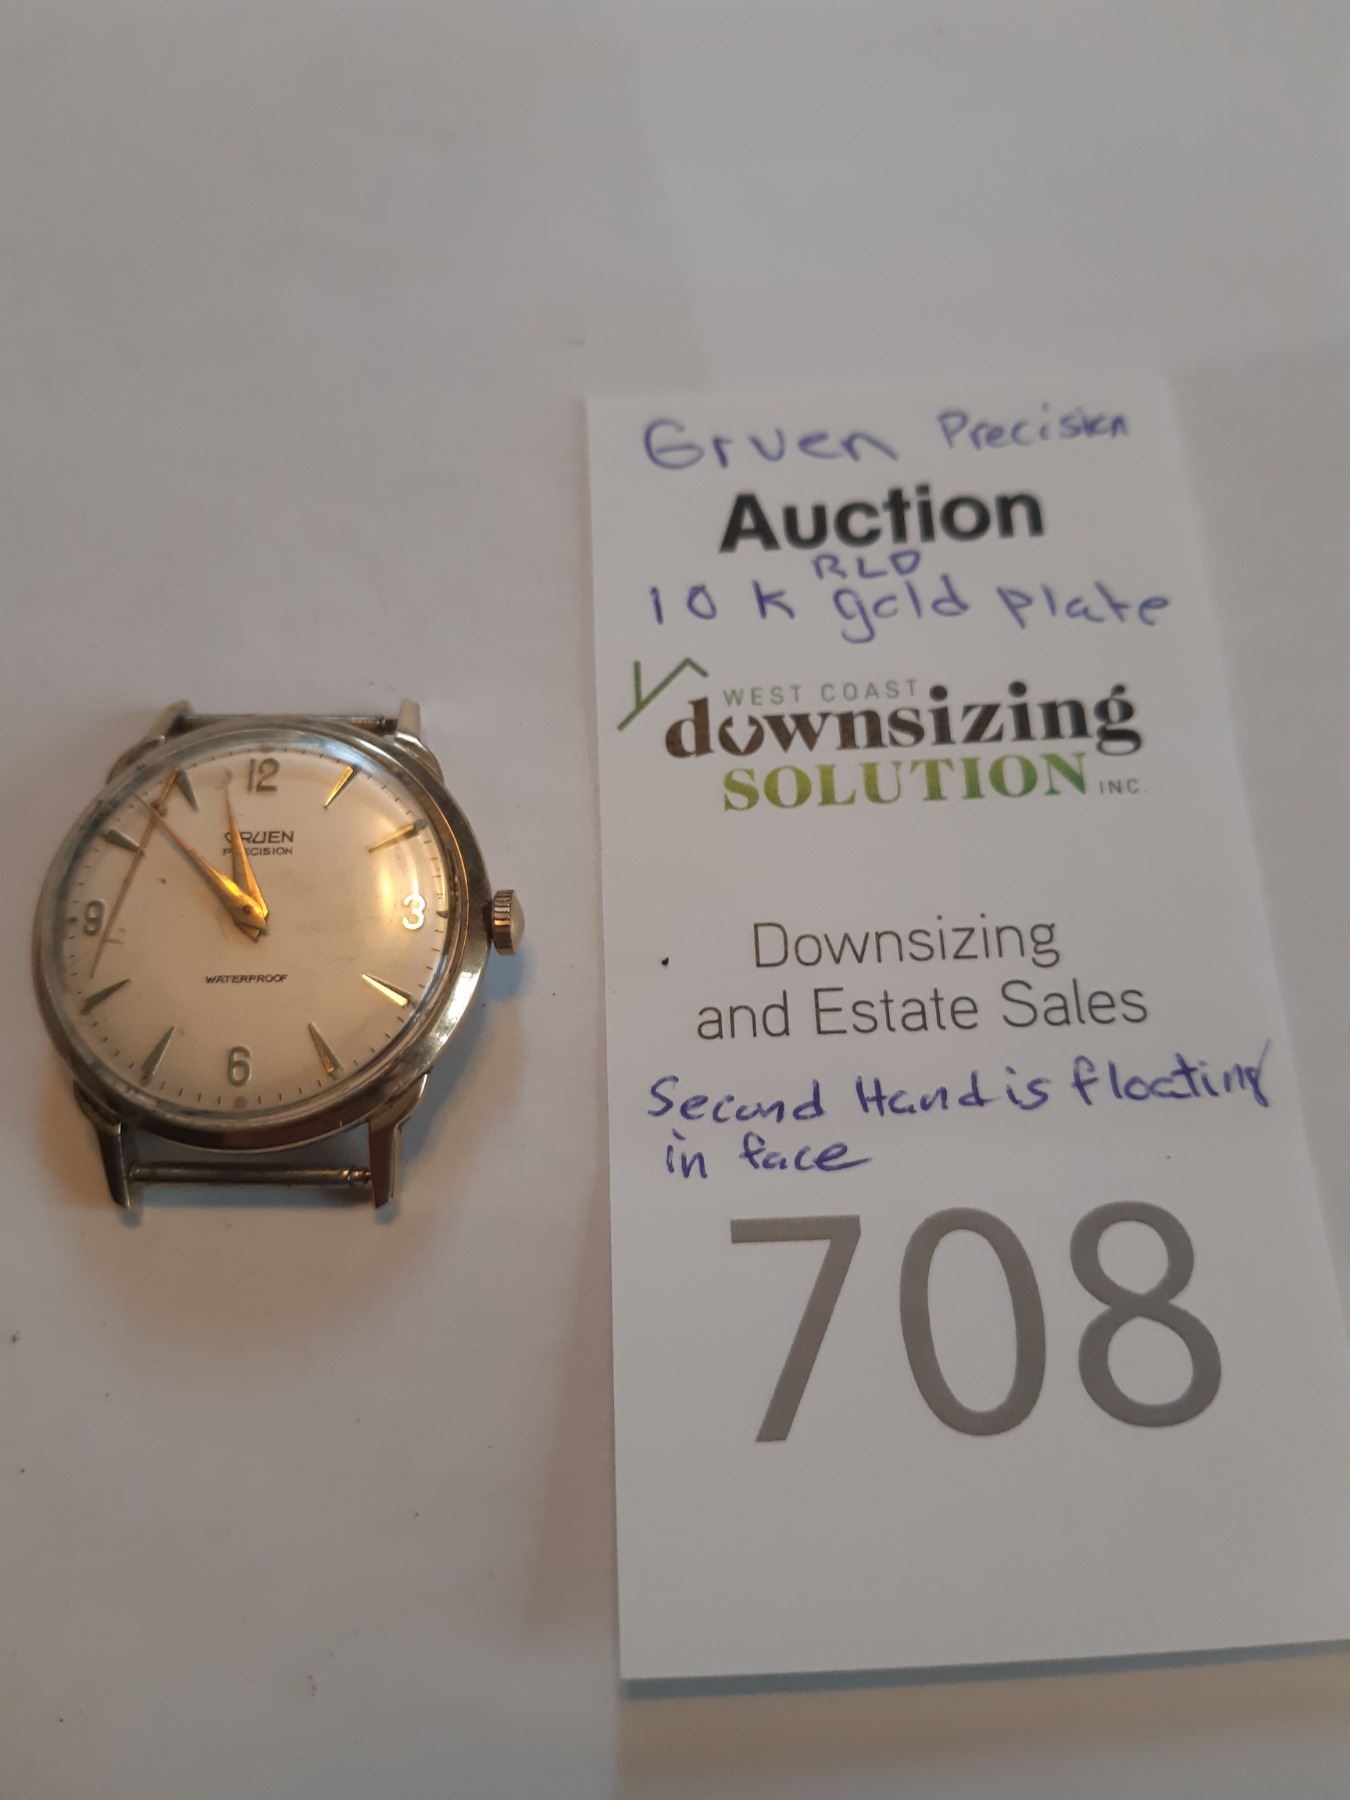 12
GRUEN
PRECISION
9
3
WATERPROOF
6
Gruen Precision
Auction
RLD
10 K gold plate
WEST COAST
downsizing
SOLUTION INC.
Downsizing
and Estate Sales
Second Hand is floating
in face
708